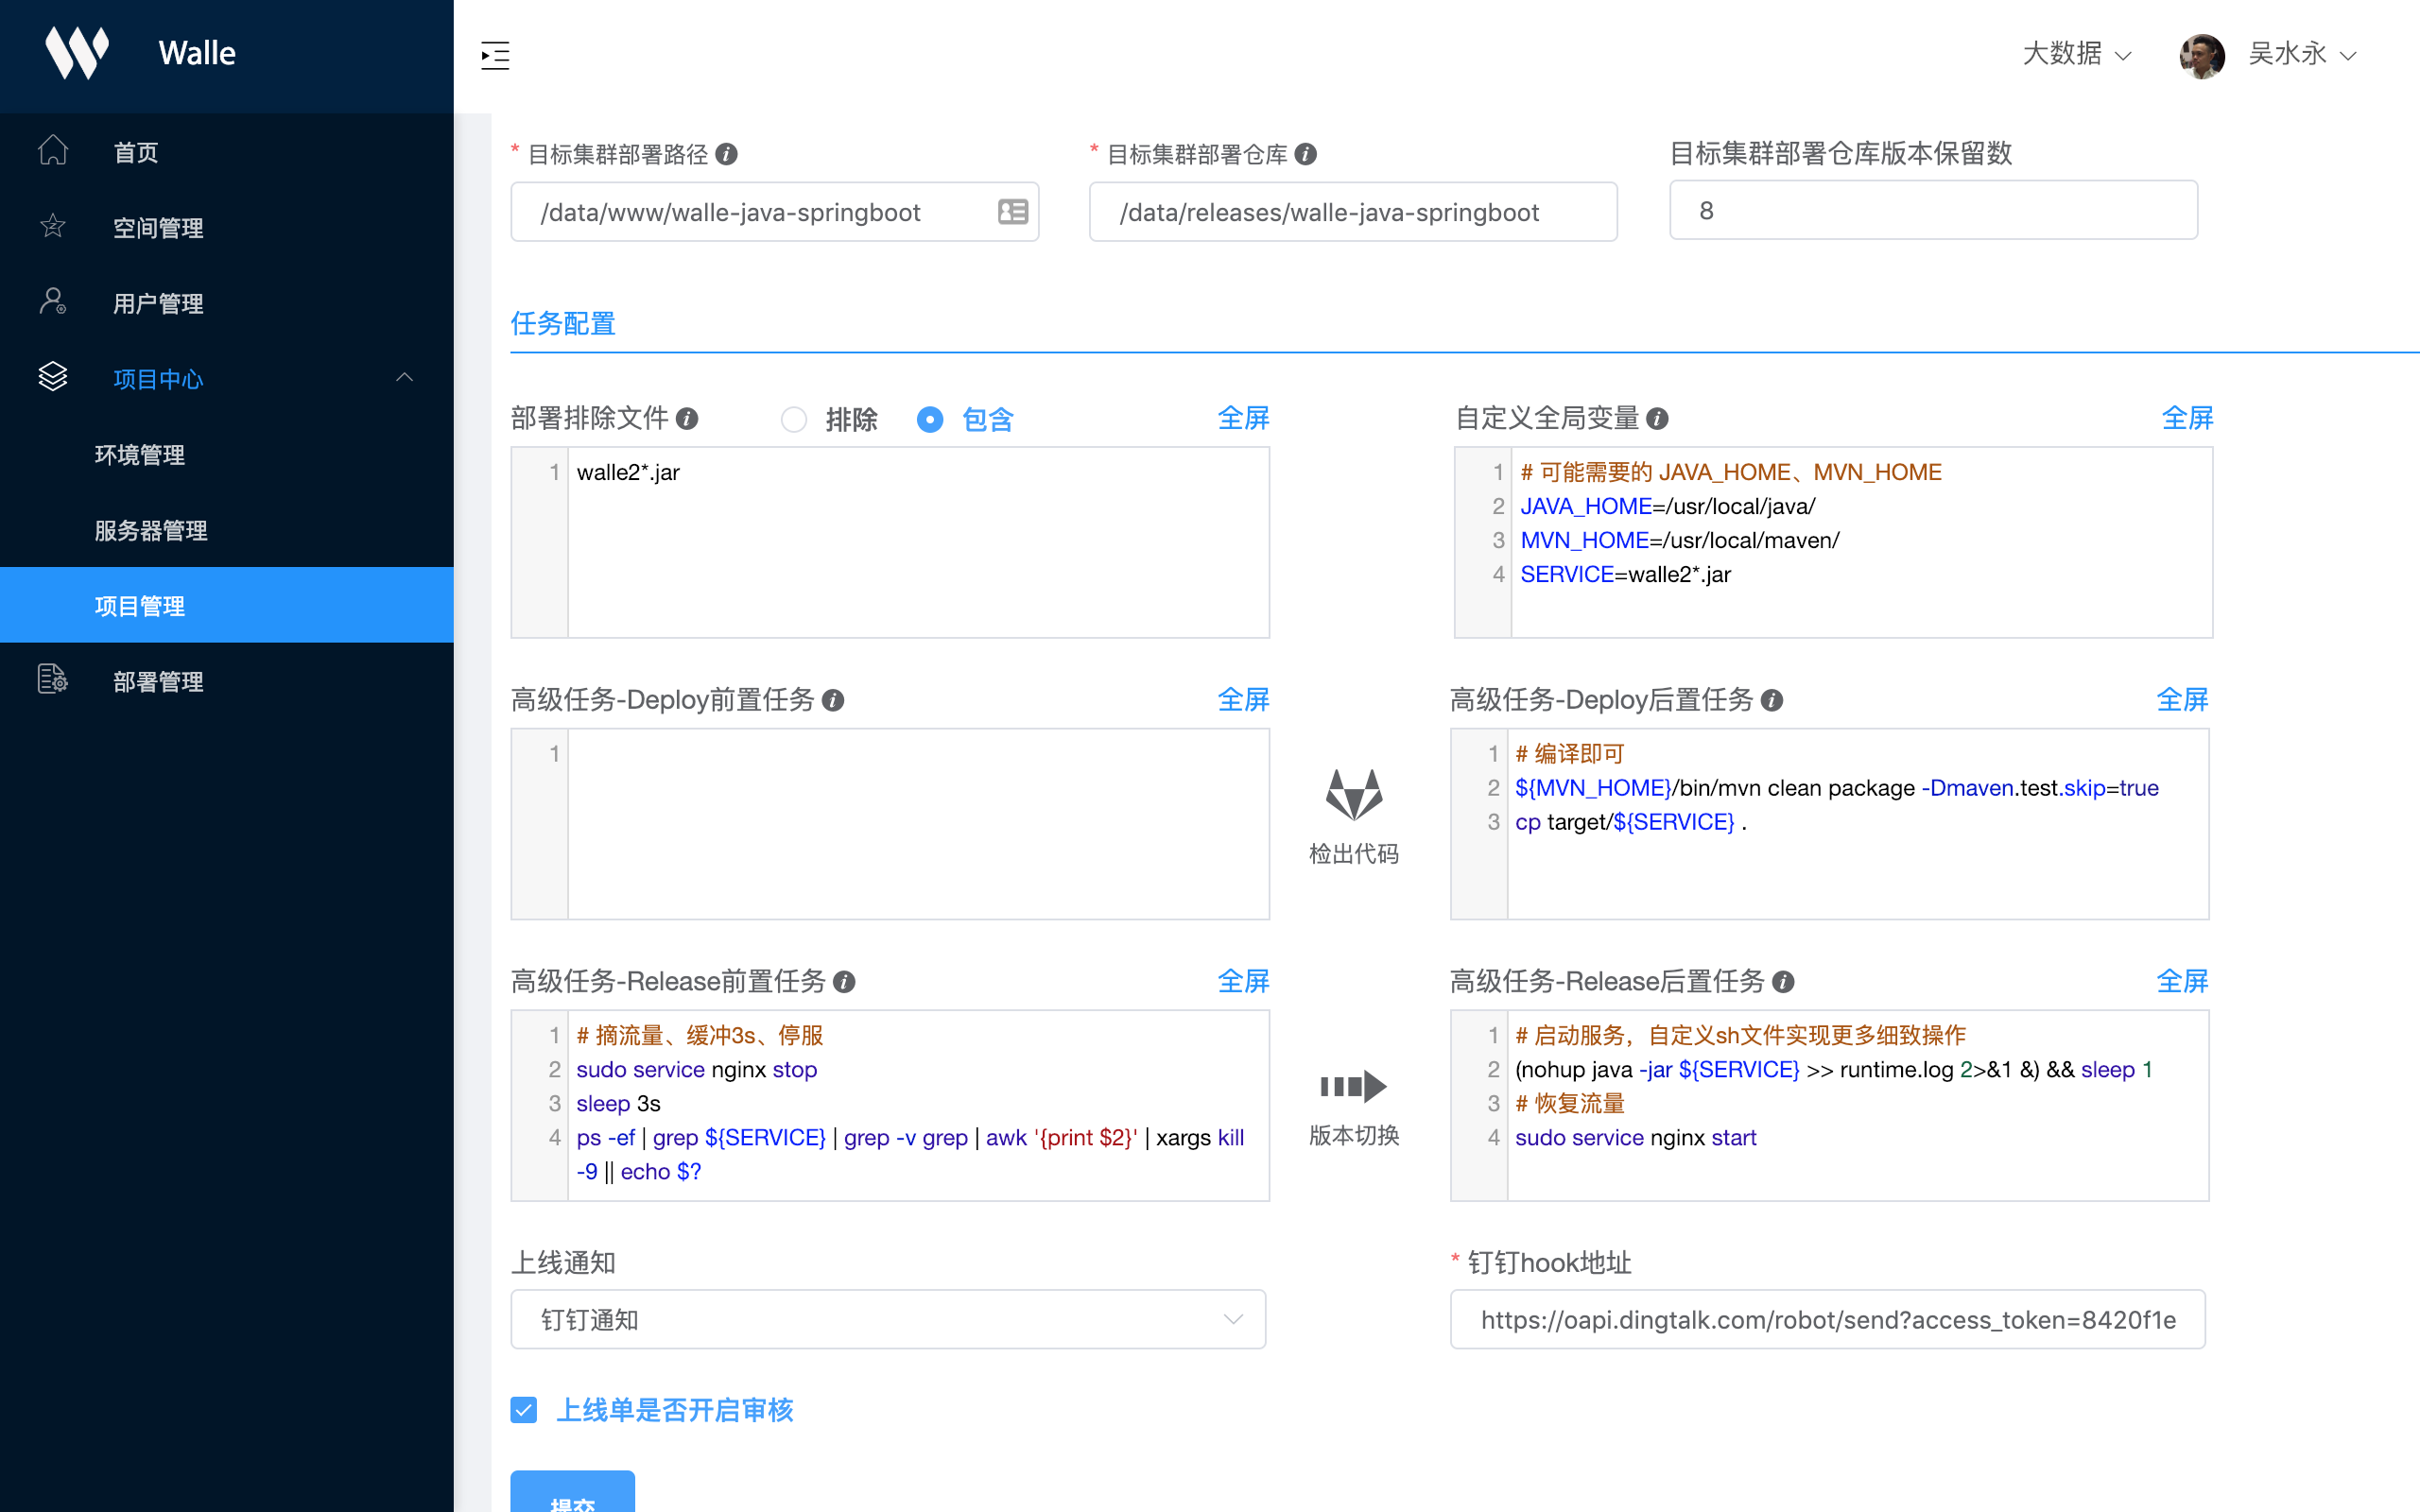 Walle
大数据
吴水永
首页
空间管理
用户管理
项目中心
环境管理
服务器管理
项目管理
部署管理
* 目标集群部署路径
* 目标集群部署仓库
目标集群部署仓库版本保留数
/data/www/walle-java-springboot
/data/releases/walle-java-springboot
8
任务配置
部署排除文件 排除 包含 全屏
1 walle2*.jar
自定义全局变量 全屏
1 # 可能需要的 JAVA_HOME、MVN_HOME
2 JAVA_HOME=/usr/local/java/
3 MVN_HOME=/usr/local/maven/
4 SERVICE=walle2*.jar
高级任务-Deploy前置任务 全屏
1
检出代码
高级任务-Deploy后置任务 全屏
1 # 编译即可
2 ${MVN_HOME}/bin/mvn clean package -Dmaven.test.skip=true
3 cp target/${SERVICE} .
高级任务-Release前置任务 全屏
1 # 摘流量、缓冲3s、停服
2 sudo service nginx stop
3 sleep 3s
4 ps -ef | grep ${SERVICE} | grep -v grep | awk '{print $2}' | xargs kill
-9 || echo $?
版本切换
高级任务-Release后置任务 全屏
1 # 启动服务，自定义sh文件实现更多细致操作
2 (nohup java -jar ${SERVICE} >> runtime.log 2>&1 &) && sleep 1
3 # 恢复流量
4 sudo service nginx start
上线通知
钉钉通知
* 钉钉hook地址
https://oapi.dingtalk.com/robot/send?access_token=8420f1e
上线单是否开启审核
提交